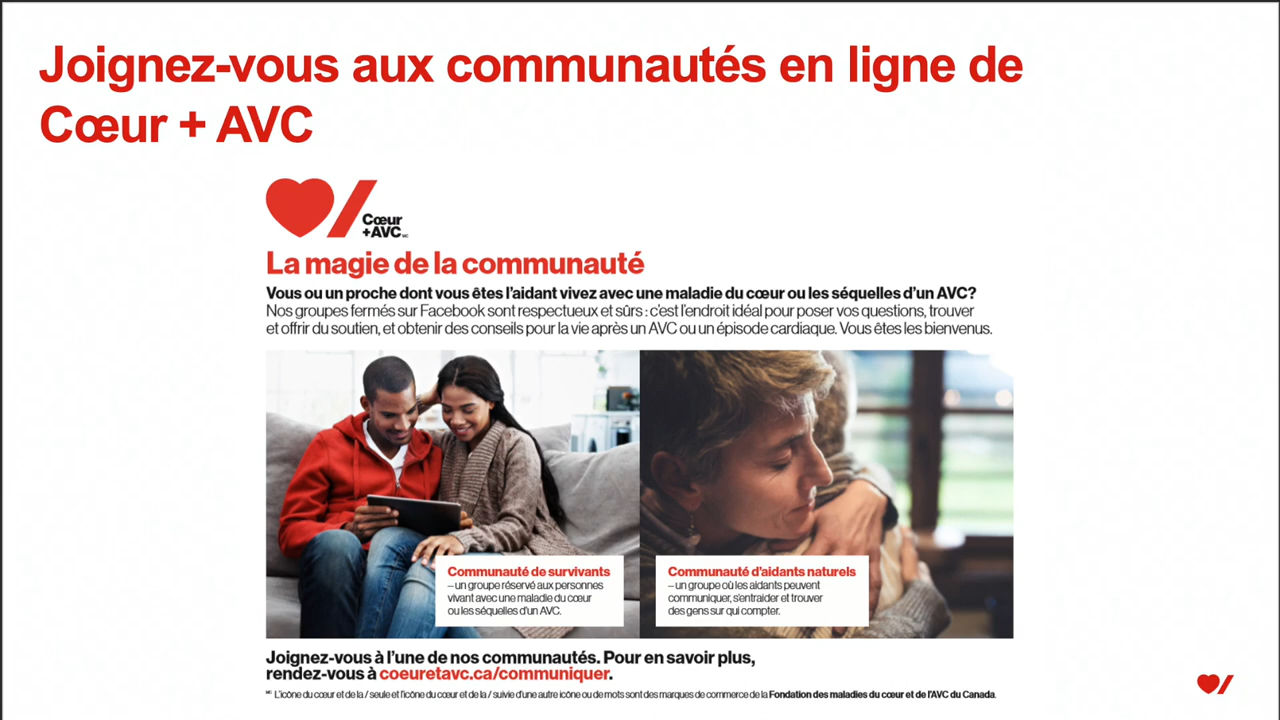 Joignez-vous aux communautés en ligne de
Cœur + AVC
Cœur
+AVC MC
La magie de la communauté
Vous ou un proche dont vous êtes l’aidant vivez avec une maladie du cœur ou les séquelles d’un AVC?
Nos groupes fermés sur Facebook sont respectueux et sûrs : c’est l’endroit idéal pour poser vos questions, trouver
et offrir du soutien, et obtenir des conseils pour la vie après un AVC ou un épisode cardiaque. Vous êtes les bienvenus.
Communauté de survivants
– un groupe réservé aux personnes
vivant avec une maladie du cœur
ou les séquelles d’un AVC.
Communauté d’aidants naturels
– un groupe où les aidants peuvent
communiquer, s’entraider et trouver
des gens sur qui compter.
Joignez-vous à l’une de nos communautés. Pour en savoir plus,
rendez-vous à coeuretavc.ca/communiquer.
MC L’icône du cœur et de la / seule et l’icône du cœur et de la / suivie d’une autre icône ou de mots sont des marques de commerce de la Fondation des maladies du cœur et de l’AVC du Canada.